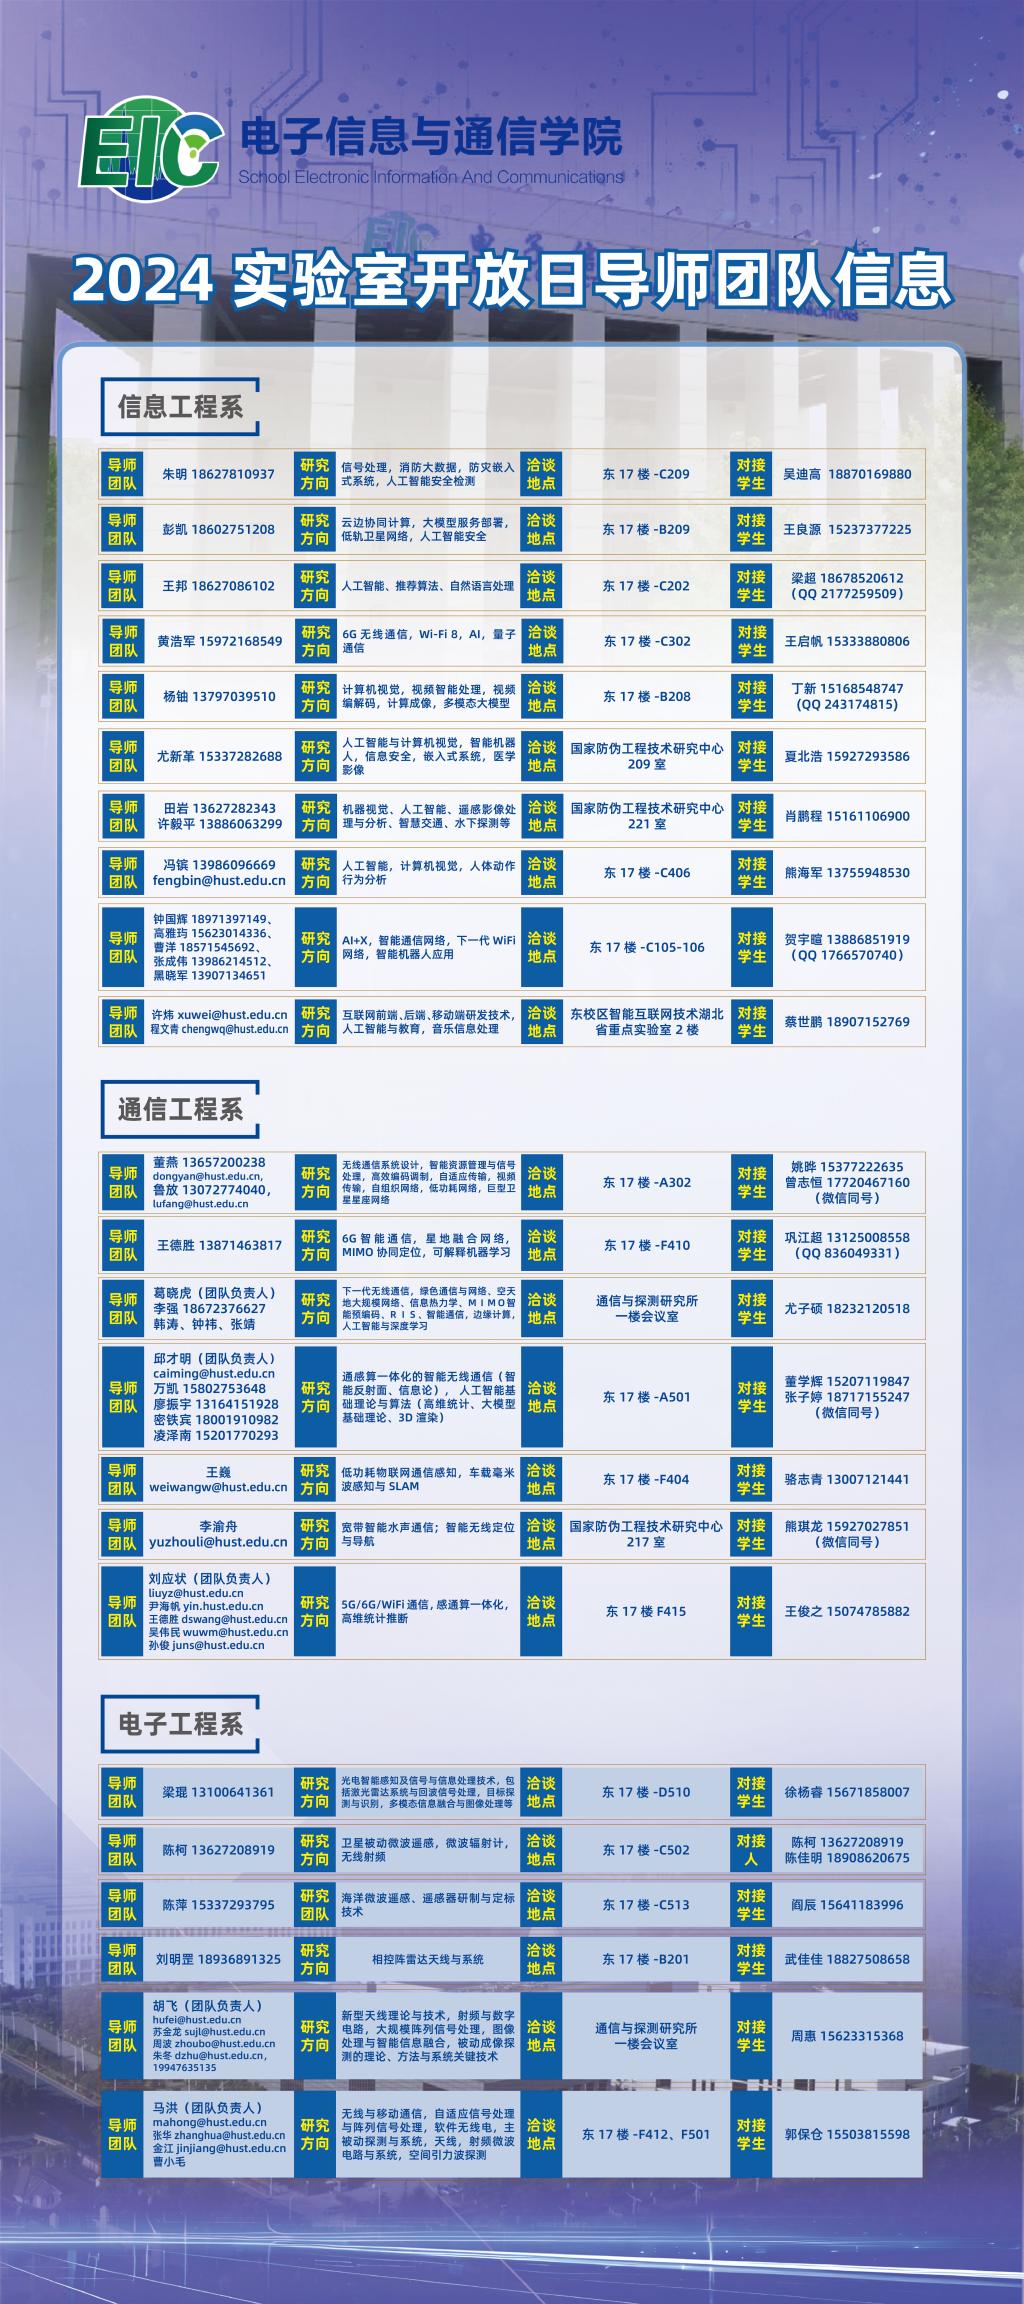 EIC 电子信息与通信学院
School Electronic Information And Communications
2024 实验室开放日导师团队信息
信息工程系
导师
团队
朱明 18627810937
研究
方向
信号处理，消防大数据，防灾嵌入
式系统，人工智能安全检测
洽谈
地点
东 17 楼 -C209
对接
学生
吴迪高 18870169880
导师
团队
彭凯 18602751208
研究
方向
云边协同计算，大模型服务部署，
低轨卫星网络，人工智能安全
洽谈
地点
东 17 楼 -B209
对接
学生
王良源 15237377225
导师
团队
王邦 18627086102
研究
方向
人工智能、推荐算法、自然语言处理
洽谈
地点
东 17 楼 -C202
对接
学生
梁超 18678520612
（QQ 2177259509）
导师
团队
黄浩军 15972168549
研究
方向
6G 无线通信，Wi-Fi 8，AI，量子
通信
洽谈
地点
东 17 楼 -C302
对接
学生
王启帆 15333880806
导师
团队
杨铀 13797039510
研究
方向
计算机视觉，视频智能处理，视频
编解码，计算成像，多模态大模型
洽谈
地点
东 17 楼 -B208
对接
学生
丁新 15168548747
(QQ 243174815)
导师
团队
尤新革 15337282688
研究
方向
人工智能与计算机视觉，智能机器
人，信息安全，嵌入式系统，医学
影像
洽谈
地点
国家防伪工程技术研究中心
209 室
对接
学生
夏北浩 15927293586
导师
团队
田岩 13627282343
许毅平 13886063299
研究
方向
机器视觉、人工智能、遥感影像处
理与分析、智慧交通、水下探测等
洽谈
地点
国家防伪工程技术研究中心
221 室
对接
学生
肖鹏程 15161106900
导师
团队
冯镔 13986096669
fengbin@hust.edu.cn
研究
方向
人工智能，计算机视觉，人体动作
行为分析
洽谈
地点
东 17 楼 -C406
对接
学生
熊海军 13755948530
导师
团队
钟国辉 18971397149、
高雅玙 15623014336、
曹洋 18571545692、
张成伟 13986214512、
黑晓军 13907134651
研究
方向
AI+X，智能通信网络，下一代 WiFi
网络，智能机器人应用
洽谈
地点
东 17 楼 -C105-106
对接
学生
贺宇暄 13886851919
（QQ 1766570740）
导师
团队
许炜 xuwei@hust.edu.cn
程文青 chengwq@hust.edu.cn
研究
方向
互联网前端、后端、移动端研发技术，
人工智能与教育，音乐信息处理
洽谈
地点
东校区智能互联网技术湖北
省重点实验室 2 楼
对接
学生
蔡世鹏 18907152769
通信工程系
导师
团队
董燕 13657200238
dongyan@hust.edu.cn,
鲁放 13072774040，
lufang@hust.edu.cn
研究
方向
无线通信系统设计，智能资源管理与信号
处理，高效编码调制，自适应传输，视频
传输，自组织网络，低功耗网络，巨型卫
星星座网络
洽谈
地点
东 17 楼 -A302
对接
学生
姚晔 15377222635
曾志恒 17720467160
（微信同号）
导师
团队
王德胜 13871463817
研究
方向
6G 智能通信，星地融合网络，
MIMO 协同定位，可解释机器学习
洽谈
地点
东 17 楼 -F410
对接
学生
巩江超 13125008558
（QQ 836049331）
导师
团队
葛晓虎（团队负责人）
李强 18672376627
韩涛、钟祎、张靖
研究
方向
下一代无线通信，绿色通信与网络、空天
地大规模网络、信息热力学、MIMO智
能预编码、RIS、智能通信，边缘计算，
人工智能与深度学习
洽谈
地点
通信与探测研究所
一楼会议室
对接
学生
尤子硕 18232120518
导师
团队
邱才明（团队负责人）
caiming@hust.edu.cn
万凯 15802753648
廖振宇 13164151928
密铁宾 18001910982
凌泽南 15201770293
研究
方向
通感算一体化的智能无线通信（智
能反射面、信息论），人工智能基
础理论与算法（高维统计、大模型
基础理论、3D 渲染）
洽谈
地点
东 17 楼 -A501
对接
学生
董学辉 15207119847
张子婷 18717155247
（微信同号）
导师
团队
王巍
weiwangw@hust.edu.cn
研究
方向
低功耗物联网通信感知，车载毫米
波感知与 SLAM
洽谈
地点
东 17 楼 -F404
对接
学生
骆志青 13007121441
导师
团队
李渝舟
yuzhouli@hust.edu.cn
研究
方向
宽带智能水声通信；智能无线定位
与导航
洽谈
地点
国家防伪工程技术研究中心
217 室
对接
学生
熊琪龙 15927027851
（微信同号）
导师
团队
刘应状（团队负责人）
liuyz@hust.edu.cn
尹海帆 yin.hust.edu.cn
王德胜 dswang@hust.edu.cn
吴伟民 wuwm@hust.edu.cn
孙俊 juns@hust.edu.cn
研究
方向
5G/6G/WiFi 通信，感通算一体化，
高维统计推断
洽谈
地点
东 17 楼 F415
对接
学生
王俊之 15074785882
电子工程系
导师
团队
梁琨 13100641361
研究
方向
光电智能感知及信号与信息处理技术，包
括激光雷达系统与回波信号处理，目标探
测与识别，多模态信息融合与图像处理等
洽谈
地点
东 17 楼 -D510
对接
学生
徐杨睿 15671858007
导师
团队
陈柯 13627208919
研究
方向
卫星被动微波遥感，微波辐射计，
无线射频
洽谈
地点
东 17 楼 -C502
对接
人
陈柯 13627208919
陈佳明 18908620675
导师
团队
陈萍 15337293795
研究
团队
海洋微波遥感、遥感器研制与定标
技术
洽谈
地点
东 17 楼 -C513
对接
学生
阎辰 15641183996
导师
团队
刘明罡 18936891325
研究
方向
相控阵雷达天线与系统
洽谈
地点
东 17 楼 -B201
对接
学生
武佳佳 18827508658
导师
团队
胡飞（团队负责人）
hufei@hust.edu.cn
苏金龙 sujl@hust.edu.cn
周波 zhoubo@hust.edu.cn
朱冬 dzhu@hust.edu.cn，
19947635135
研究
方向
新型天线理论与技术，射频与数字
电路，大规模阵列信号处理，图像
处理与智能信息融合，被动成像探
测的理论、方法与系统关键技术
洽谈
地点
通信与探测研究所
一楼会议室
对接
学生
周惠 15623315368
导师
团队
马洪（团队负责人）
mahong@hust.edu.cn
张华 zhanghua@hust.edu.cn
金江 jinjiang@hust.edu.cn
曹小毛
研究
方向
无线与移动通信，自适应信号处理
与阵列信号处理，软件无线电，主
被动探测与系统，天线，射频微波
电路与系统，空间引力波探测
洽谈
地点
东 17 楼 -F412、F501
对接
学生
郭保仓 15503815598